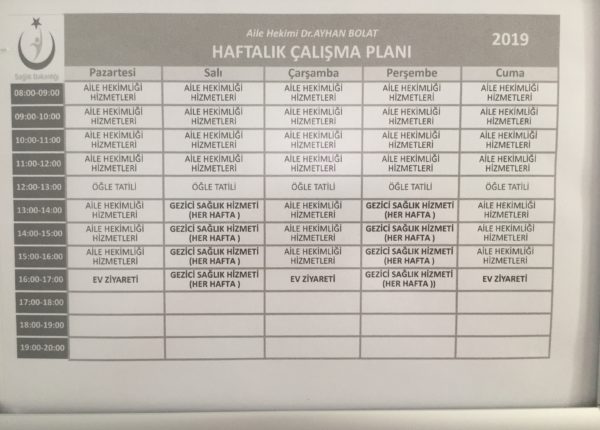 Aile Hekimi Dr.AYHAN BOLAT
HAFTALIK ÇALIŞMA PLANI
2019
Sağlık Bakanlığı
Pazartesi Salı Çarşamba Perşembe Cuma
08:00-09:00 AİLE HEKİMLİĞİ AİLE HEKİMLİĞİ AİLE HEKİMLİĞİ AİLE HEKİMLİĞİ AİLE HEKİMLİĞİ
HİZMETLERİ HİZMETLERİ HİZMETLERİ HİZMETLERİ HİZMETLERİ
09:00-10:00 AİLE HEKİMLİĞİ AİLE HEKİMLİĞİ AİLE HEKİMLİĞİ AİLE HEKİMLİĞİ AİLE HEKİMLİĞİ
HİZMETLERİ HİZMETLERİ HİZMETLERİ HİZMETLERİ HİZMETLERİ
10:00-11:00 AİLE HEKİMLİĞİ AİLE HEKİMLİĞİ AİLE HEKİMLİĞİ AİLE HEKİMLİĞİ AİLE HEKİMLİĞİ
HİZMETLERİ HİZMETLERİ HİZMETLERİ HİZMETLERİ HİZMETLERİ
11:00-12:00 AİLE HEKİMLİĞİ AİLE HEKİMLİĞİ AİLE HEKİMLİĞİ AİLE HEKİMLİĞİ AİLE HEKİMLİĞİ
HİZMETLERİ HİZMETLERİ HİZMETLERİ HİZMETLERİ HİZMETLERİ
12:00-13:00 ÖĞLE TATİLİ ÖĞLE TATİLİ ÖĞLE TATİLİ ÖĞLE TATİLİ ÖĞLE TATİLİ
13:00-14:00 AİLE HEKİMLİĞİ GEZİCİ SAĞLIK HİZMETİ AİLE HEKİMLİĞİ GEZİCİ SAĞLIK HİZMETİ AİLE HEKİMLİĞİ
HİZMETLERİ (HER HAFTA ) HİZMETLERİ (HER HAFTA ) HİZMETLERİ
14:00-15:00 AİLE HEKİMLİĞİ GEZİCİ SAĞLIK HİZMETİ AİLE HEKİMLİĞİ GEZİCİ SAĞLIK HİZMETİ AİLE HEKİMLİĞİ
HİZMETLERİ (HER HAFTA ) HİZMETLERİ (HER HAFTA ) HİZMETLERİ
15:00-16:00 AİLE HEKİMLİĞİ GEZİCİ SAĞLIK HİZMETİ AİLE HEKİMLİĞİ GEZİCİ SAĞLIK HİZMETİ AİLE HEKİMLİĞİ
HİZMETLERİ (HER HAFTA ) HİZMETLERİ (HER HAFTA ) HİZMETLERİ
16:00-17:00 EV ZİYARETİ GEZİCİ SAĞLIK HİZMETİ EV ZİYARETİ GEZİCİ SAĞLIK HİZMETİ EV ZİYARETİ
(HER HAFTA ) (HER HAFTA ))
17:00-18:00
18:00-19:00
19:00-20:00